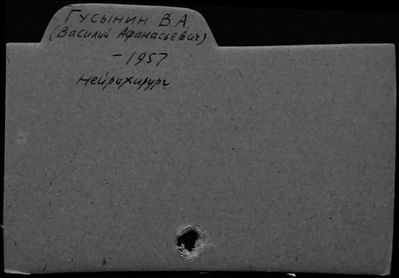 Гусынин В.А.
(Василий Афанасьевич)
– 1957
Нейрохирург